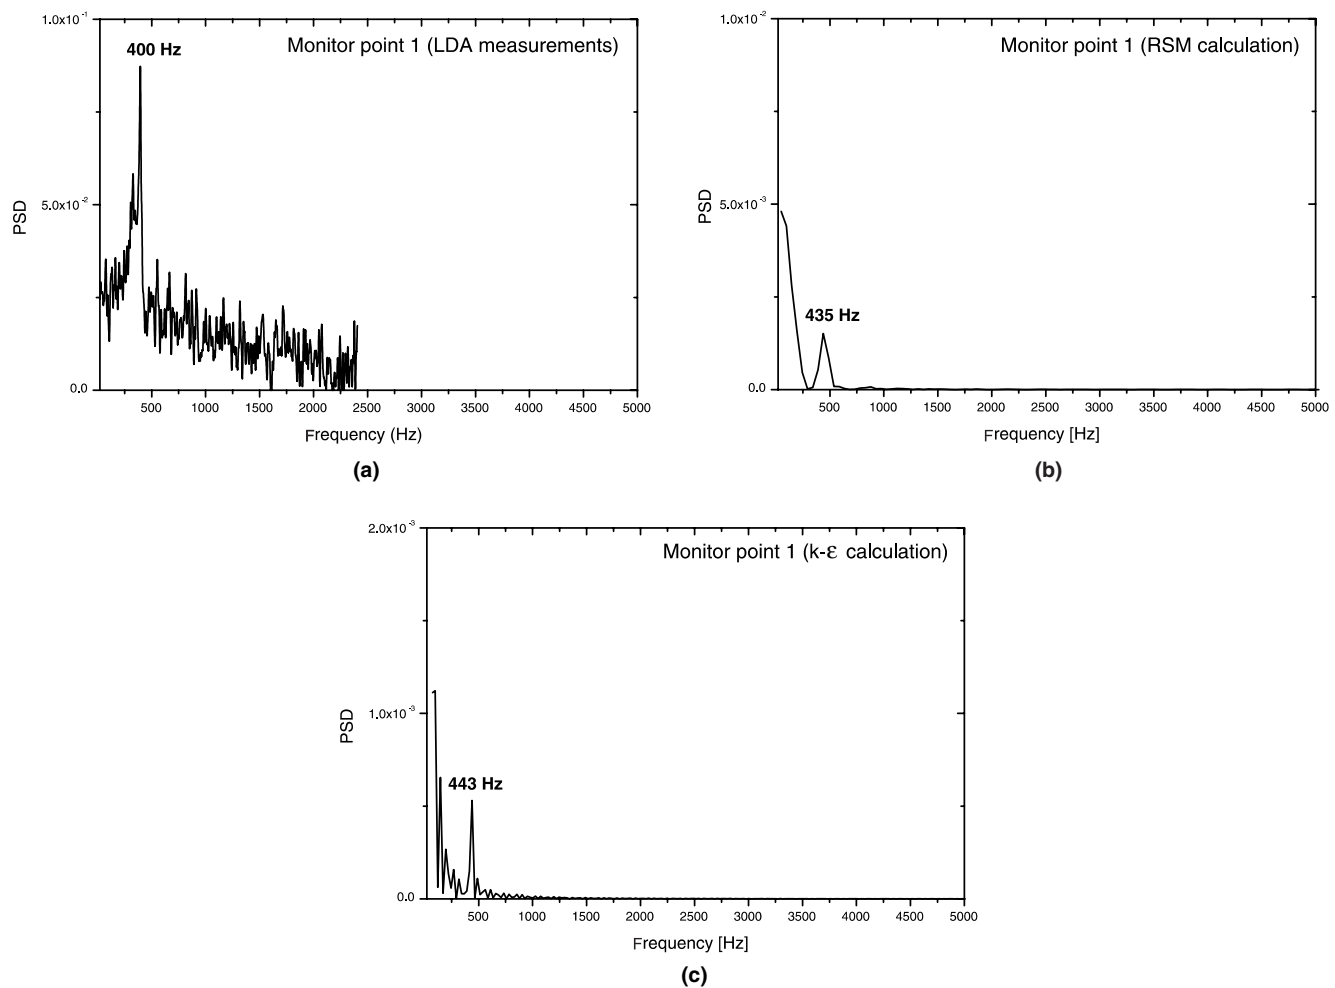 1.0x10⁻¹
400 Hz
Monitor point 1 (LDA measurements)
PSD
5.0x10⁻²
0.0
500 1000 1500 2000 2500 3000 3500 4000 4500 5000
Frequency (Hz)
(a)
1.0x10⁻²
Monitor point 1 (RSM calculation)
PSD
5.0x10⁻³
435 Hz
0.0
500 1000 1500 2000 2500 3000 3500 4000 4500 5000
Frequency [Hz]
(b)
2.0x10⁻³
Monitor point 1 (k-ε calculation)
PSD
1.0x10⁻³
443 Hz
0.0
500 1000 1500 2000 2500 3000 3500 4000 4500 5000
Frequency [Hz]
(c)